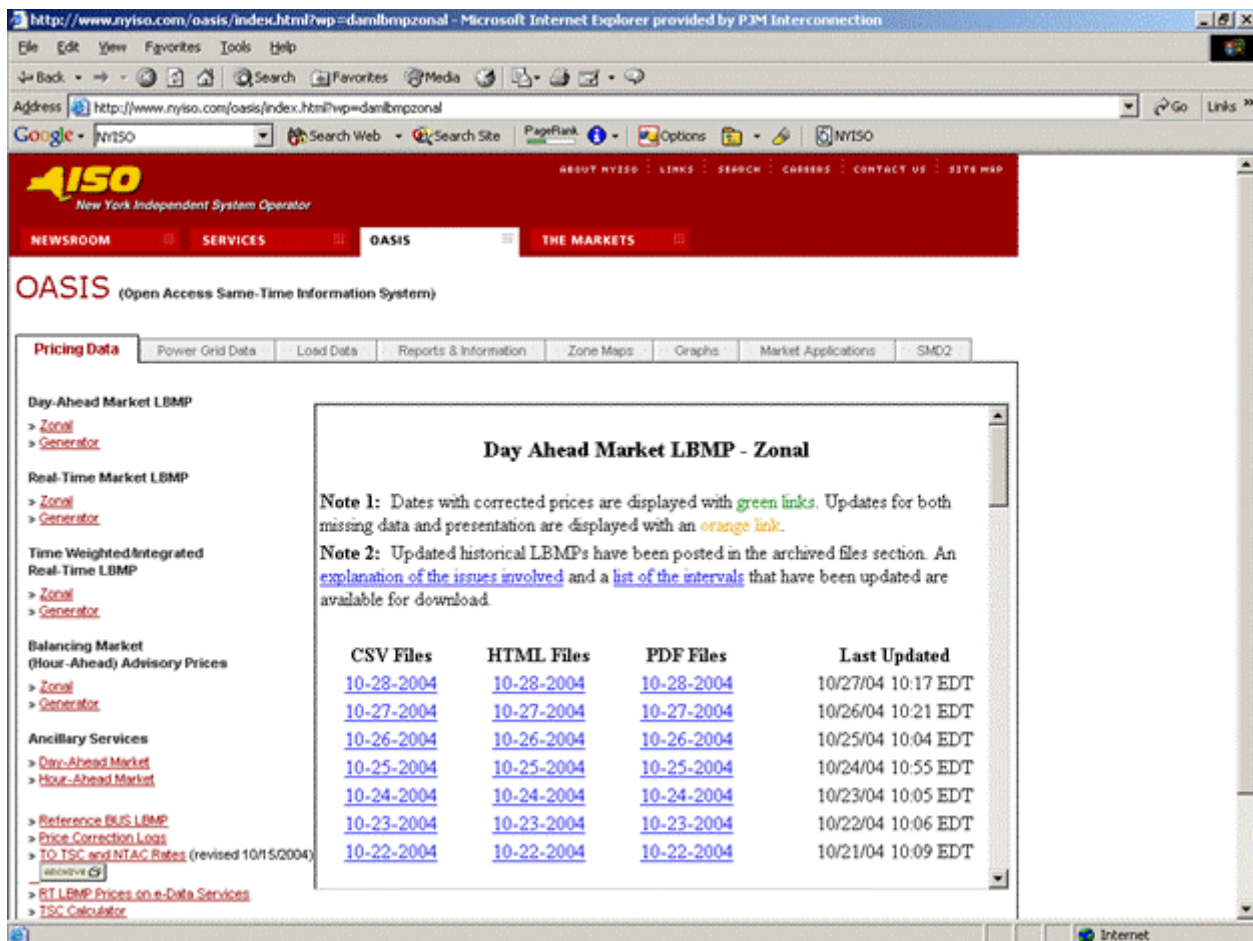 http://www.nyiso.com/oasis/index.html?wp=damlbmpzonal - Microsoft Internet Explorer provided by PJM Interconnection
File Edit View Favorites Tools Help
Back Search Favorites Media
Address http://www.nyiso.com/oasis/index.html?wp=damlbmpzonal Go Links »
Google NYISO Search Web Search Site PageRank Options NYISO
ISO
New York Independent System Operator
ABOUT NYISO LINKS SEARCH CAREERS CONTACT US SITE MAP
NEWSROOM SERVICES OASIS THE MARKETS
OASIS (Open Access Same-Time Information System)
Pricing Data Power Grid Data Load Data Reports & Information Zone Maps Graphs Market Applications SMD2
Day-Ahead Market LBMP
» Zonal
» Generator
Real-Time Market LBMP
» Zonal
» Generator
Time Weighted/Integrated
Real-Time LBMP
» Zonal
» Generator
Balancing Market
(Hour-Ahead) Advisory Prices
» Zonal
» Generator
Ancillary Services
» Day-Ahead Market
» Hour-Ahead Market
» Reference BUS LBMP
» Price Correction Logs
» TO TSC and NTAC Rates (revised 10/15/2004)
ARCHIVE
» RT LBMP Prices on e-Data Services
» TSC Calculator
Day Ahead Market LBMP - Zonal
Note 1: Dates with corrected prices are displayed with green links. Updates for both
missing data and presentation are displayed with an orange link.
Note 2: Updated historical LBMPs have been posted in the archived files section. An
explanation of the issues involved and a list of the intervals that have been updated are
available for download.
CSV Files HTML Files PDF Files Last Updated
10-28-2004 10-28-2004 10-28-2004 10/27/04 10:17 EDT
10-27-2004 10-27-2004 10-27-2004 10/26/04 10:21 EDT
10-26-2004 10-26-2004 10-26-2004 10/25/04 10:04 EDT
10-25-2004 10-25-2004 10-25-2004 10/24/04 10:55 EDT
10-24-2004 10-24-2004 10-24-2004 10/23/04 10:05 EDT
10-23-2004 10-23-2004 10-23-2004 10/22/04 10:06 EDT
10-22-2004 10-22-2004 10-22-2004 10/21/04 10:09 EDT
Internet